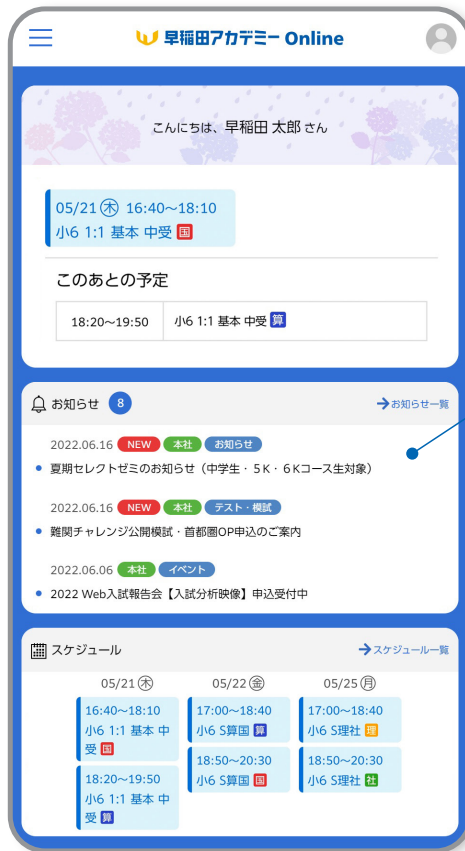 早稲田アカデミー Online
こんにちは、早稲田 太郎 さん
05/21 木 16:40～18:10
小6 1:1 基本 中受 国
このあとの予定
18:20～19:50 小6 1:1 基本 中受 算
お知らせ 8 →お知らせ一覧
2022.06.16 NEW 本社 お知らせ
• 夏期セレクトゼミのお知らせ（中学生・５K・６Kコース生対象）
2022.06.16 NEW 本社 テスト・模試
• 難関チャレンジ公開模試・首都圏OP申込のご案内
2022.06.06 本社 イベント
• 2022 Web入試報告会【入試分析映像】申込受付中
スケジュール →スケジュール一覧
05/21 木 05/22 金 05/25 月
16:40～18:10
小6 1:1 基本 中
受 国
18:20～19:50
小6 1:1 基本 中
受 算
17:00～18:40
小6 S算国 算
18:50～20:30
小6 S算国 国
17:00～18:40
小6 S理社 理
18:50～20:30
小6 S理社 社